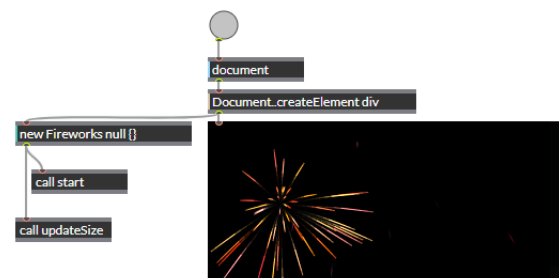 document
Document..createElement div
new Fireworks null {}
call start
call updateSize